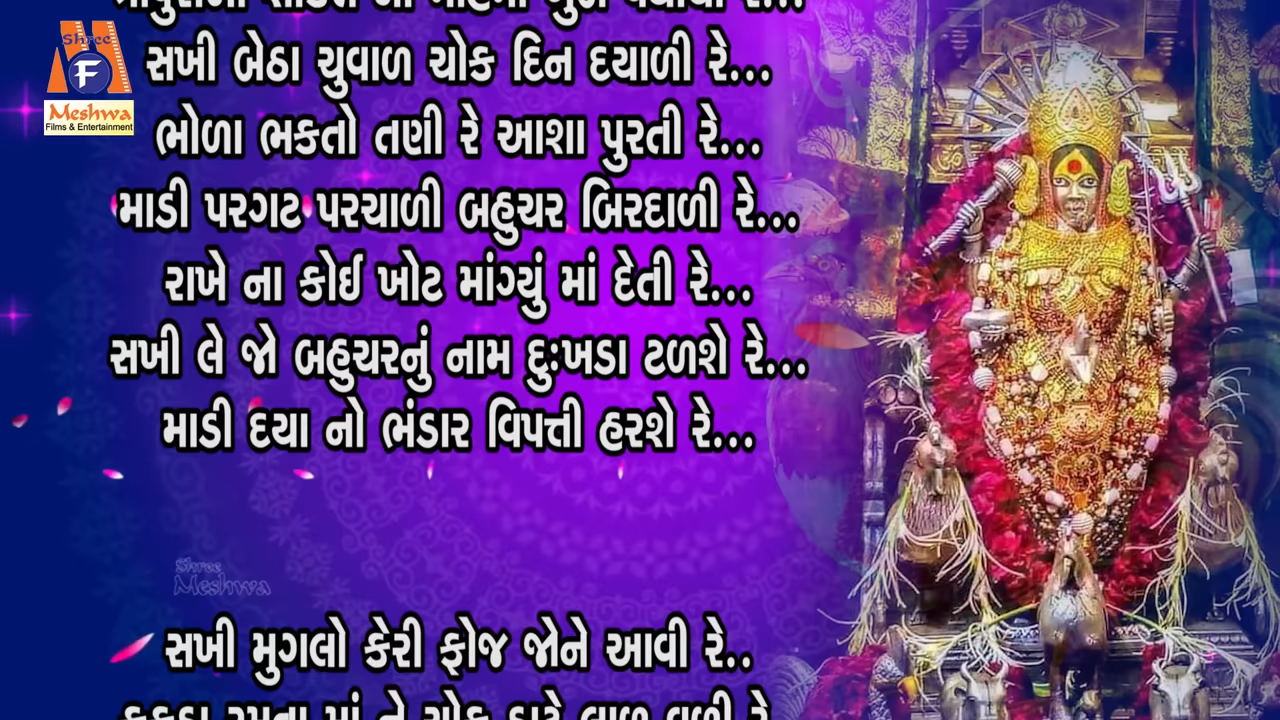 સખી બેઠા ચુવાળ ચોક દિન દયાળી રે...
Shree
F
Meshwa
Films & Entertainment
ભોળા ભકતો તણી રે આશા પુરતી રે...
માડી પરગટ પરચાળી બહુચર બિરદાળી રે...
રાખે ના કોઈ ખોટ માંગ્યું માં દેતી રે...
સખી લે જો બહુચરનું નામ દુઃખડા ટળશે રે...
માડી દયા નો ભંડાર વિપત્તી હરશે રે...
Shree
Meshwa
સખી મુગલો કેરી ફોજ જોને આવી રે..